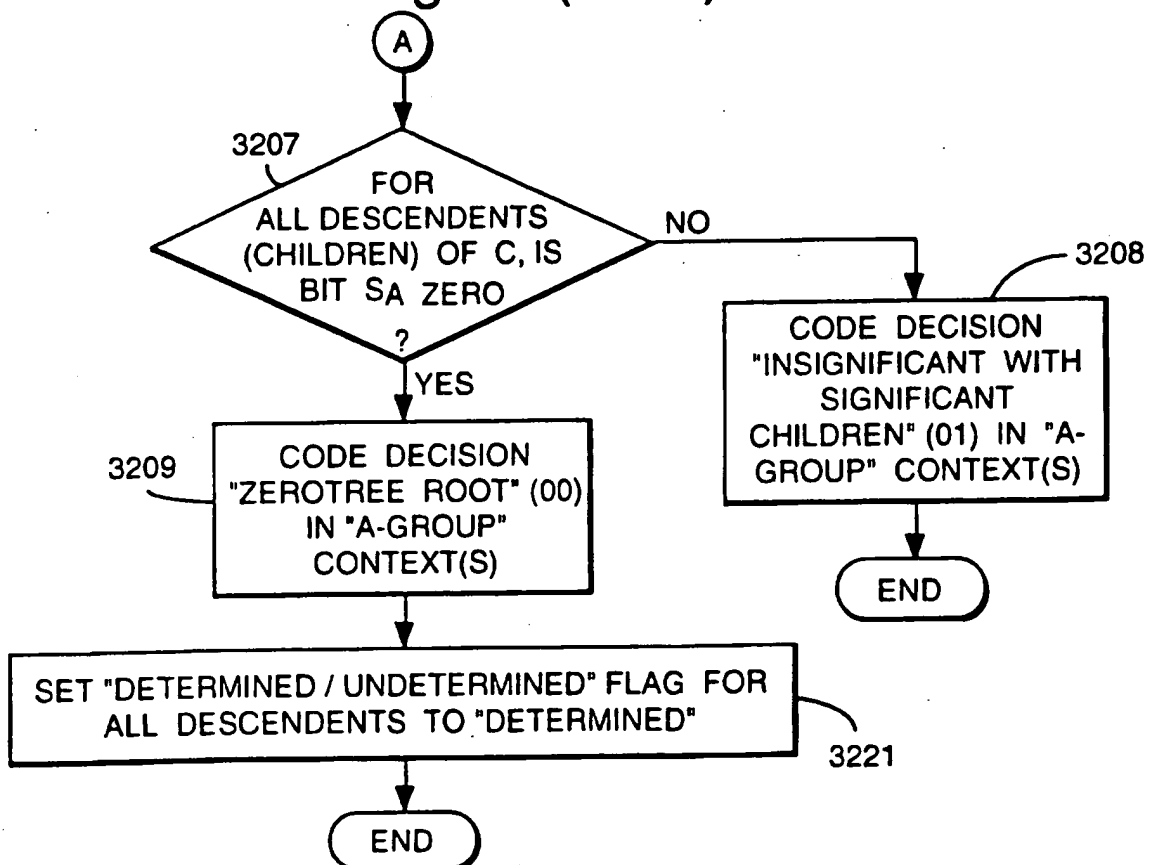 A
3207
FOR
ALL DESCENDENTS
(CHILDREN) OF C, IS
BIT SA ZERO
?
NO
YES
3208
CODE DECISION
"INSIGNIFICANT WITH
SIGNIFICANT
CHILDREN" (01) IN "A-
GROUP" CONTEXT(S)
END
3209
CODE DECISION
"ZEROTREE ROOT" (00)
IN "A-GROUP"
CONTEXT(S)
SET "DETERMINED / UNDETERMINED" FLAG FOR
ALL DESCENDENTS TO "DETERMINED"
3221
END